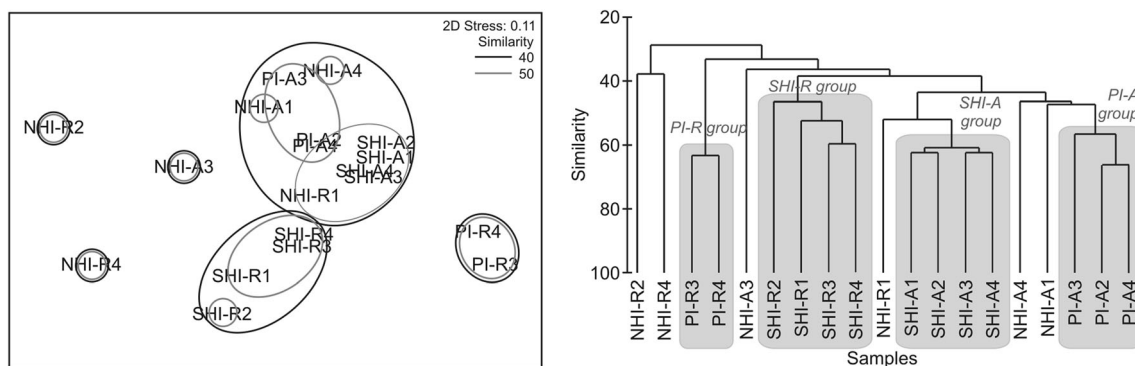 2D Stress: 0.11
Similarity
40
50
NHI-A4
PI-A3
NHI-A1
NHI-R2
PI-A2
PI-A4
SHI-A2
SHI-A1
SHI-A4
SHI-A3
NHI-A3
NHI-R1
SHI-R4
SHI-R3
PI-R4
PI-R3
NHI-R4
SHI-R1
SHI-R2
Similarity
20
40
60
80
100
PI-R group
SHI-R group
SHI-A
group
PI-A
group
NHI-R2
NHI-R4
PI-R3
PI-R4
NHI-A3
SHI-R2
SHI-R1
SHI-R3
SHI-R4
NHI-R1
SHI-A1
SHI-A2
SHI-A3
SHI-A4
NHI-A4
NHI-A1
PI-A3
PI-A2
PI-A4
Samples